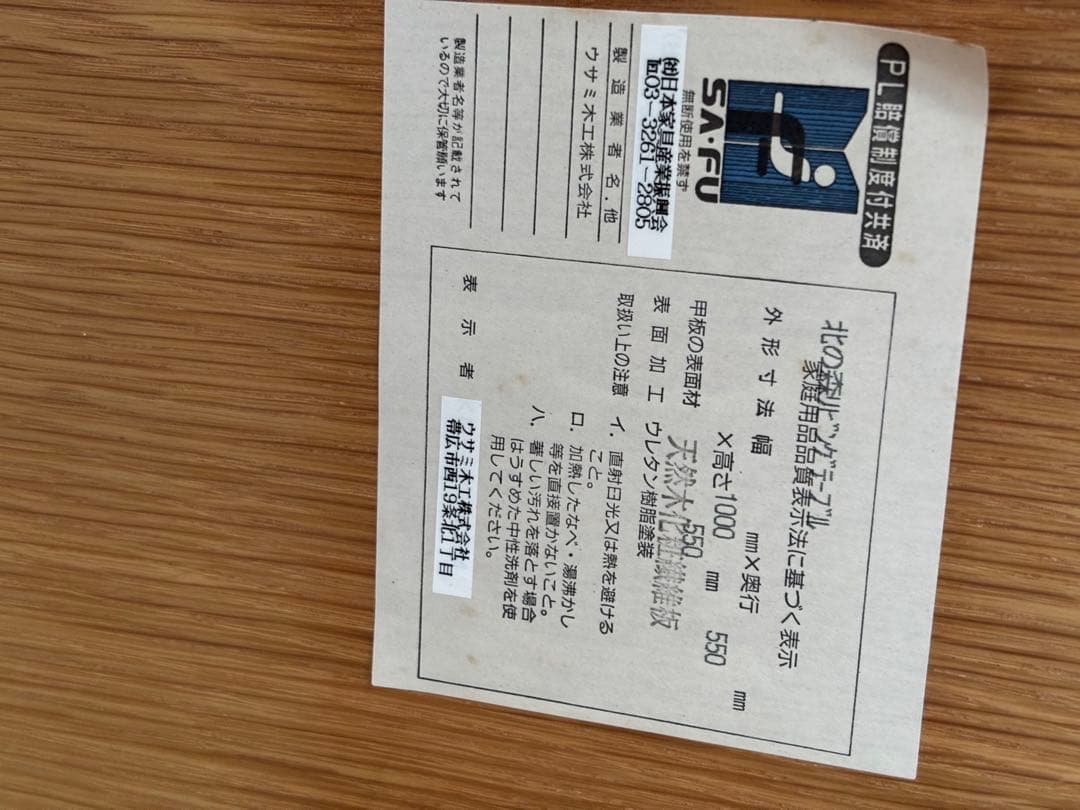 PL賠償制度付共済
SA・FU
無断使用を禁ず
㈳日本家具産業振興会
℡03-3261-2805
製造業者名.他
ウサミ木工株式会社
製造業者名等が記載されて
いるので大切に保管願います
北の森リビングテーブル
家庭用品品質表示法に基づく表示
外形寸法 幅 mm×奥行 mm
×高さ1000 550 550 mm
甲板の表面材 天然木化粧繊維板
表面加工 ウレタン樹脂塗装
取扱い上の注意 イ．直射日光又は熱を避ける
こと。
ロ．加熱したなべ・湯沸かし
等を直接置かないこと。
ハ．著しい汚れを落とす場合
はうすめた中性洗剤を使
用してください。
表示者 ウサミ木工株式会社
帯広市西19条北1丁目